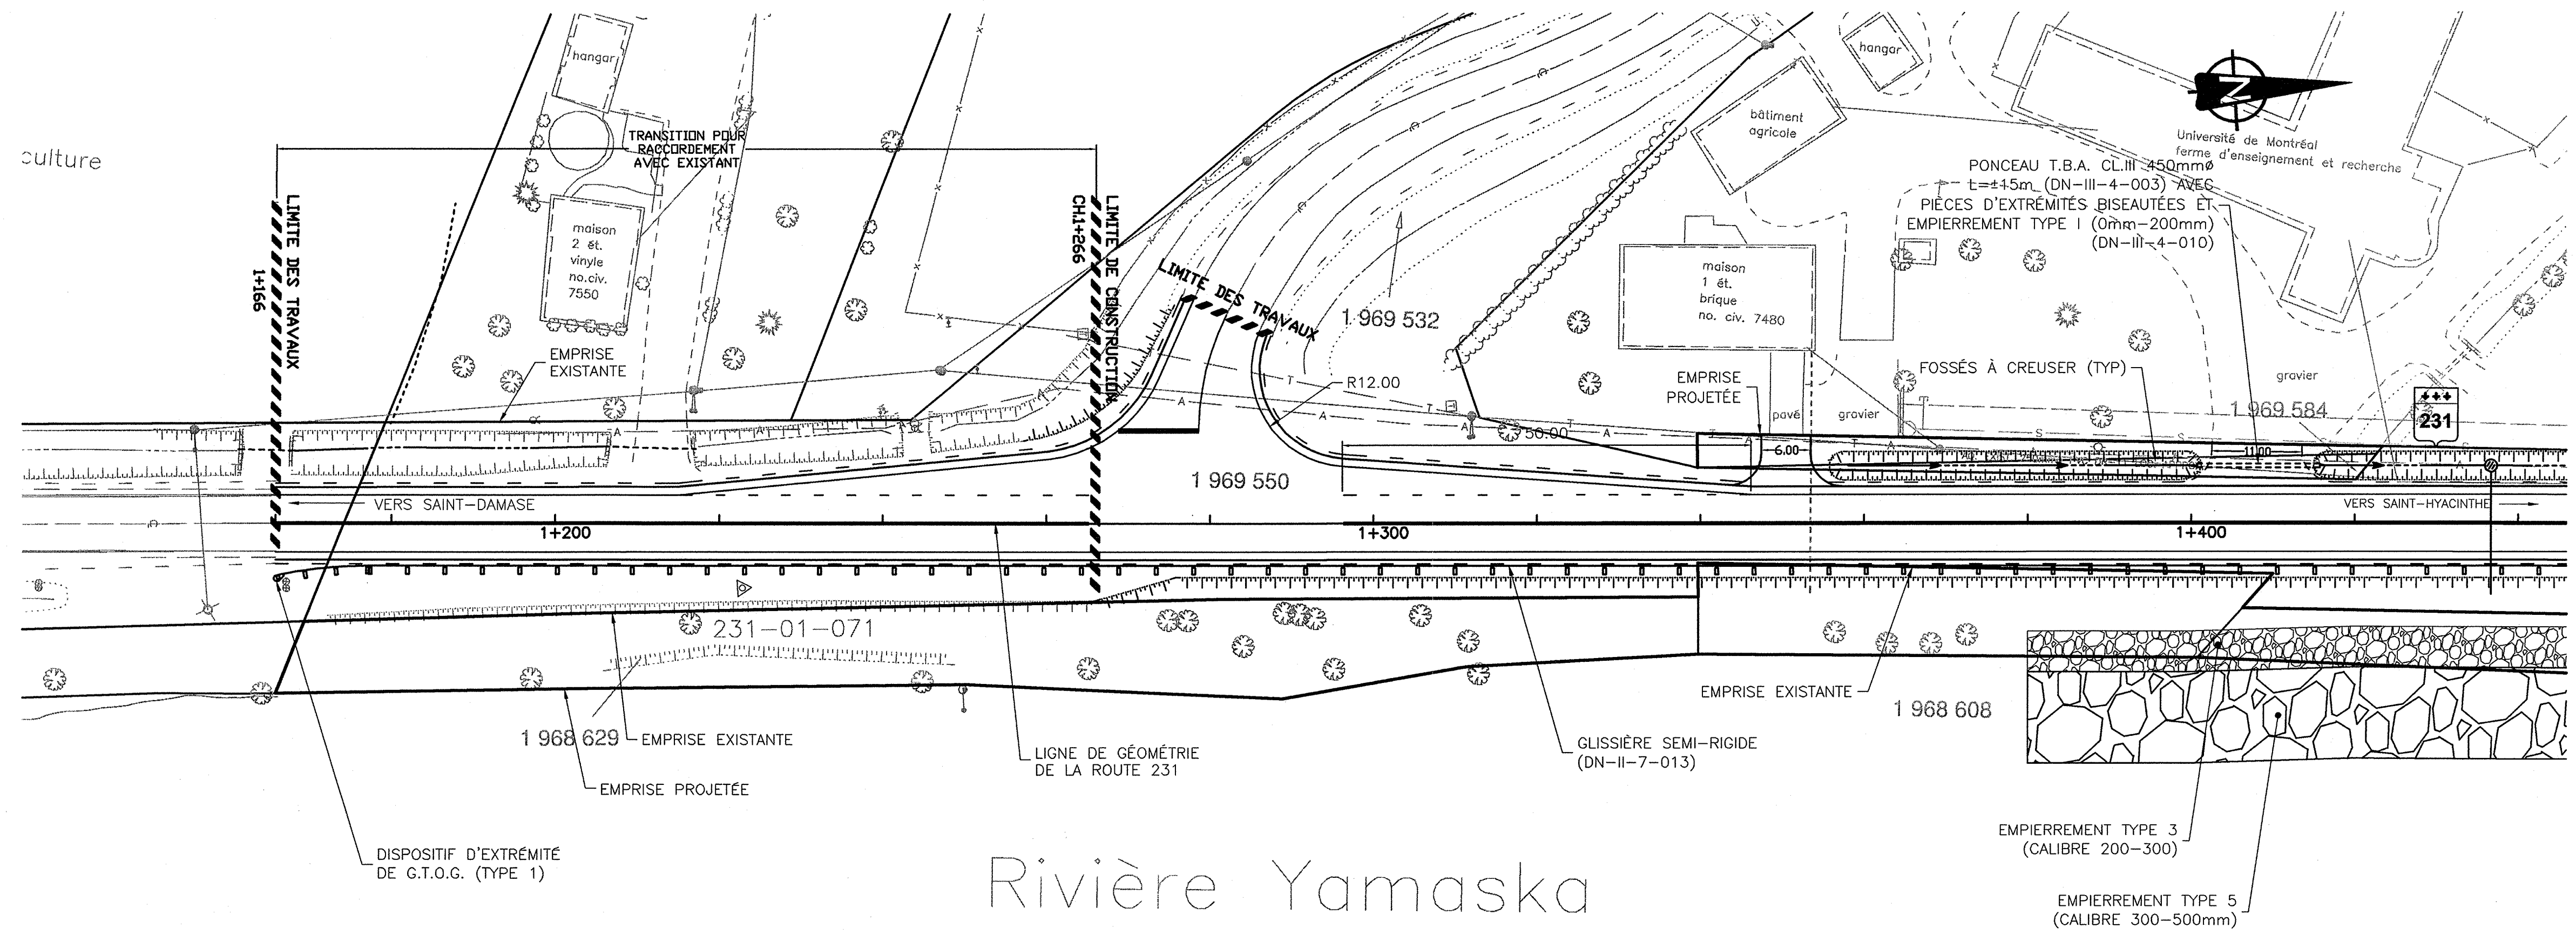 culture
hangar
TRANSITION POUR
RACCORDEMENT
AVEC EXISTANT
LIMITE DES TRAVAUX
1+166
maison
2 ét.
vinyle
no.civ.
7550
EMPRISE
EXISTANTE
LIMITE DE CONSTRUCTION
CH.1+266
LIMITE DES TRAVAUX
1 969 532
R12.00
hangar
bâtiment
agricole
maison
1 ét.
brique
no. civ. 7480
N
Université de Montréal
ferme d'enseignement et recherche
PONCEAU T.B.A. CL.III 450mmø
L=±15m (DN-III-4-003) AVEC
PIÈCES D'EXTRÉMITÉS BISEAUTÉES ET
EMPIERREMENT TYPE I (0mm-200mm)
(DN-III-4-010)
FOSSÉS À CREUSER (TYP)
EMPRISE
PROJETÉE
pavé
gravier
gravier
1 969 584
231
50.00
6.00
11.00
1 969 550
VERS SAINT-DAMASE
VERS SAINT-HYACINTHE
1+200
1+300
1+400
231-01-071
1 968 629
EMPRISE EXISTANTE
EMPRISE PROJETÉE
LIGNE DE GÉOMÉTRIE
DE LA ROUTE 231
GLISSIÈRE SEMI-RIGIDE
(DN-II-7-013)
EMPRISE EXISTANTE
1 968 608
DISPOSITIF D'EXTRÉMITÉ
DE G.T.O.G. (TYPE 1)
Rivière Yamaska
EMPIERREMENT TYPE 3
(CALIBRE 200-300)
EMPIERREMENT TYPE 5
(CALIBRE 300-500mm)